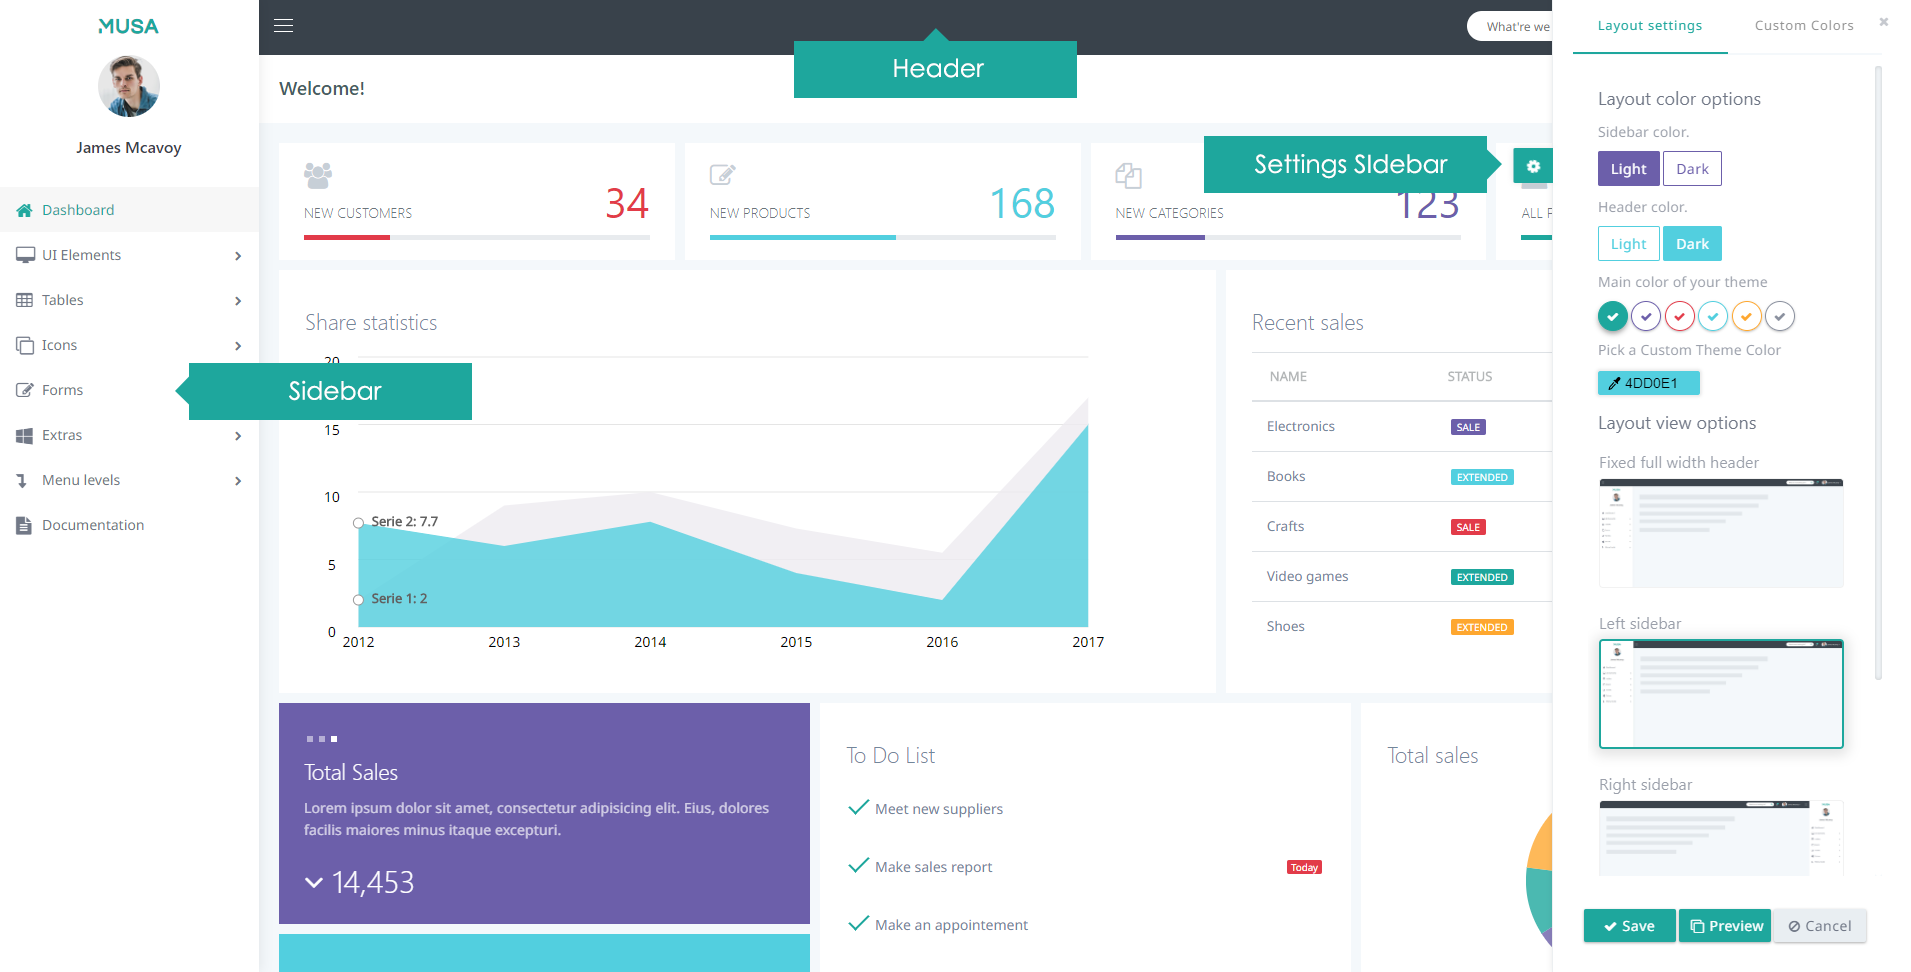 MUSA
James Mcavoy
Dashboard
UI Elements
Tables
Icons
Forms
Extras
Menu levels
Documentation
Sidebar
What're we
Header
Welcome!
Settings SIdebar
34
NEW CUSTOMERS
168
NEW PRODUCTS
123
NEW CATEGORIES
ALL
Share statistics
20
15
10
5
0
Serie 2: 7.7
Serie 1: 2
2012 2013 2014 2015 2016 2017
Recent sales
NAME STATUS
Electronics SALE
Books EXTENDED
Crafts SALE
Video games EXTENDED
Shoes EXTENDED
Total Sales
Lorem ipsum dolor sit amet, consectetur adipisicing elit. Eius, dolores
facilis maiores minus itaque excepturi.
14,453
To Do List
Meet new suppliers
Make sales report Today
Make an appointement
Total sales
Layout settings Custom Colors
Layout color options
Sidebar color.
Light Dark
Header color.
Light Dark
Main color of your theme
Pick a Custom Theme Color
4DD0E1
Layout view options
Fixed full width header
Left sidebar
Right sidebar
Save Preview Cancel